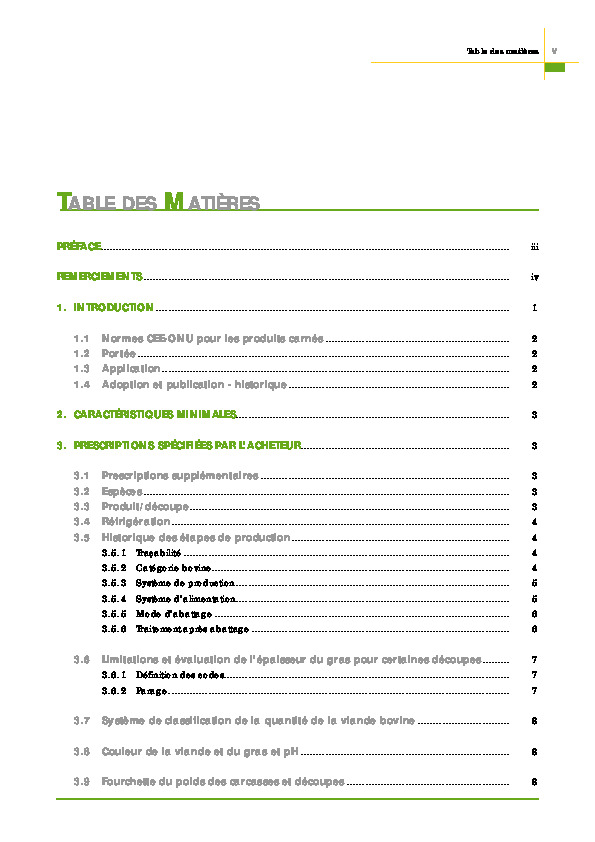 Table des matières V
TABLE DES MATIÈRES
PRÉFACE iii
REMERCIEMENTS iv
1. INTRODUCTION 1
1.1 Normes CEE-ONU pour les produits carnés 2
1.2 Portée 2
1.3 Application 2
1.4 Adoption et publication - historique 2
2. CARACTÉRISTIQUES MINIMALES 3
3. PRESCRIPTIONS SPÉCIFIÉES PAR L'ACHETEUR 3
3.1 Prescriptions supplémentaires 3
3.2 Espèces 3
3.3 Produit/découpe 3
3.4 Réfrigération 4
3.5 Historique des étapes de production 4
3.5.1 Traçabilité 4
3.5.2 Catégorie bovine 4
3.5.3 Système de production 5
3.5.4 Système d'alimentation 5
3.5.5 Mode d'abattage 6
3.5.6 Traitement après abattage 6
3.6 Limitations et évaluation de l'épaisseur du gras pour certaines découpes 7
3.6.1 Définition des codes 7
3.6.2 Parage 7
3.7 Système de classification de la quantité de la viande bovine 8
3.8 Couleur de la viande et du gras et pH 8
3.9 Fourchette du poids des carcasses et découpes 8